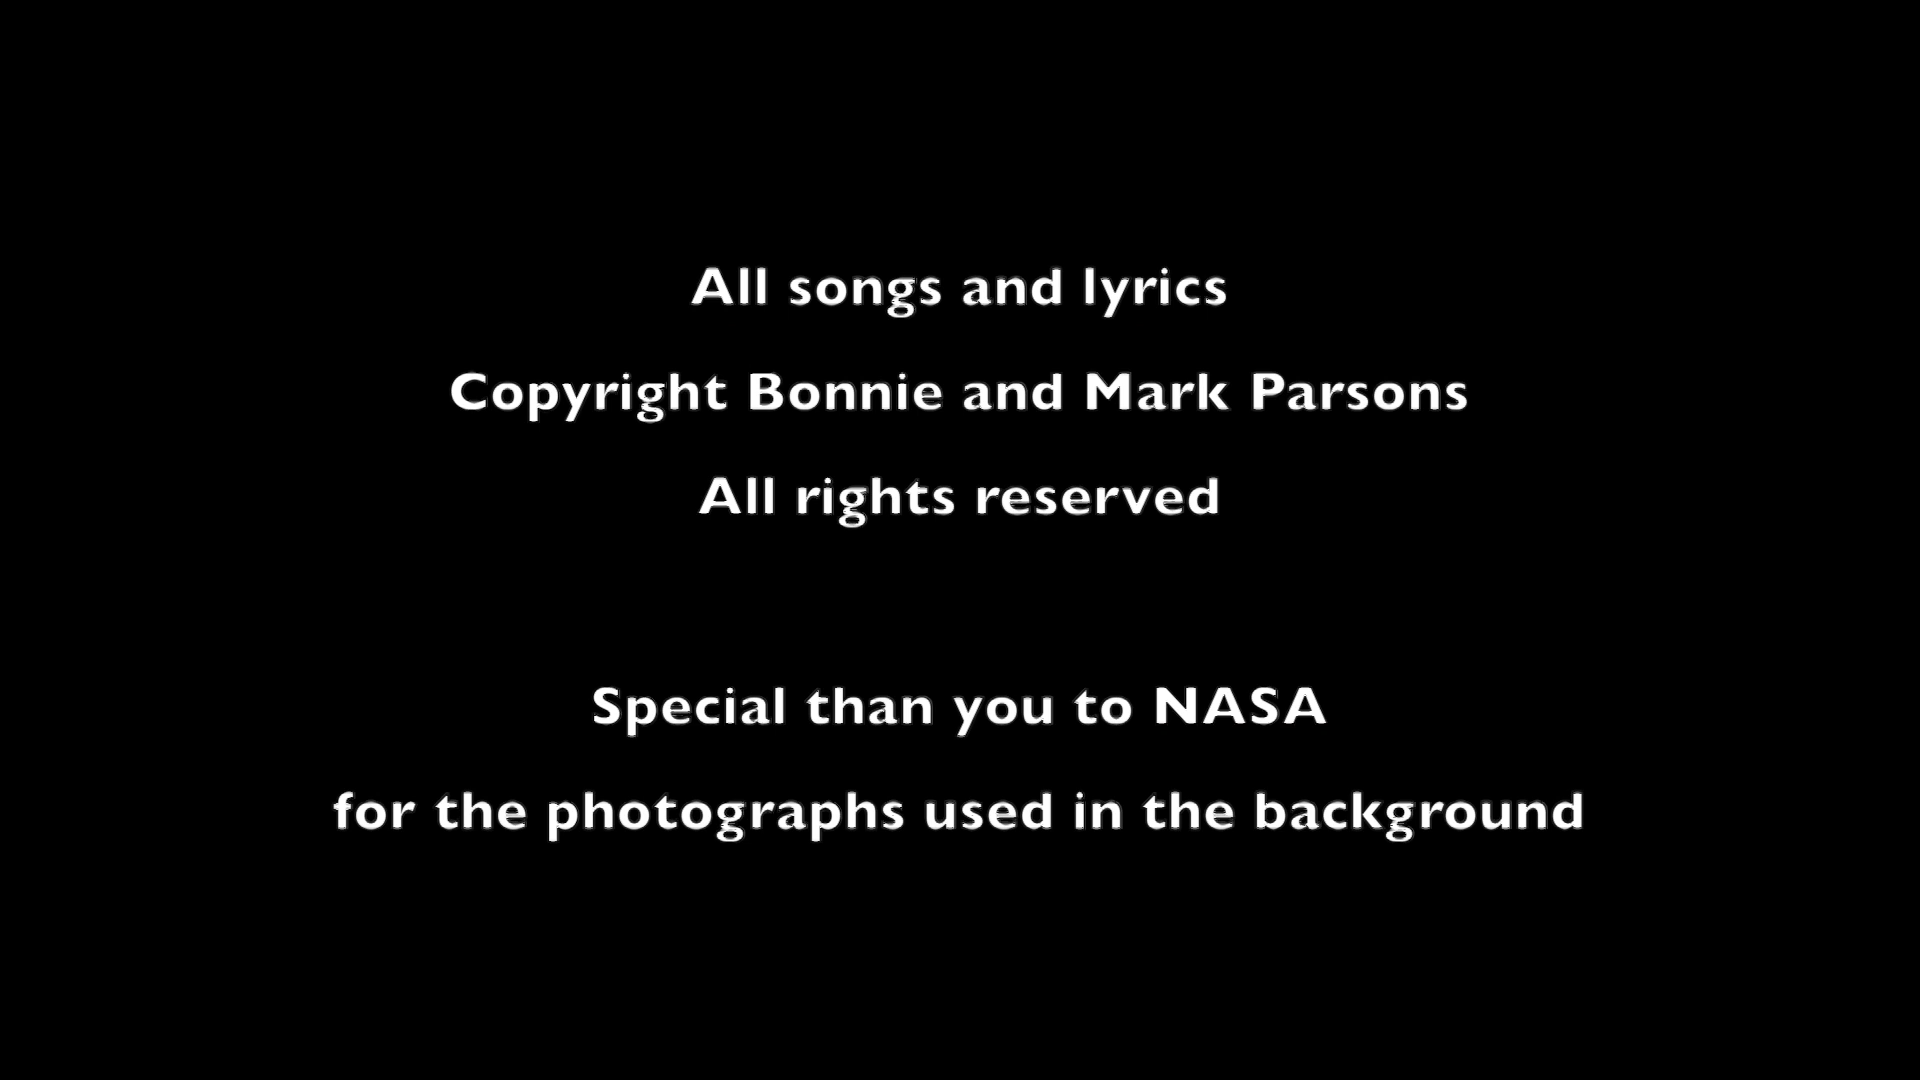 All songs and lyrics
Copyright Bonnie and Mark Parsons
All rights reserved
Special than you to NASA
for the photographs used in the background